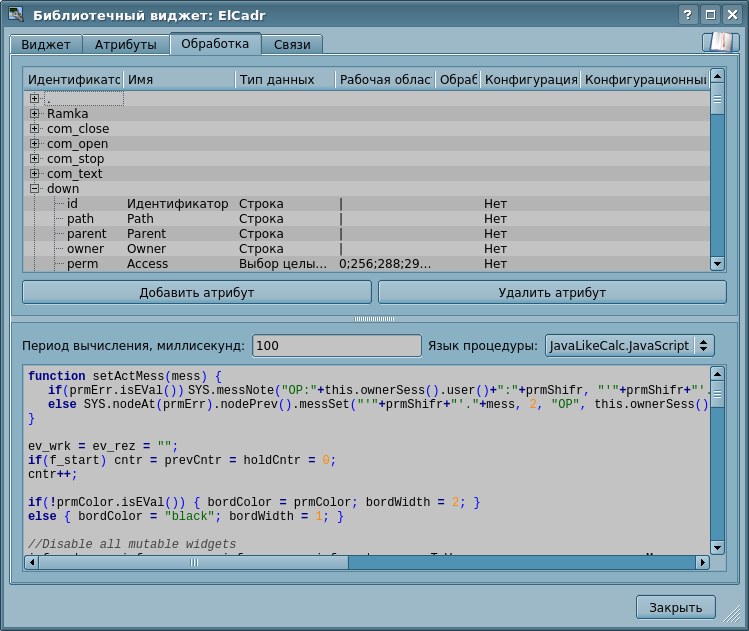 Библиотечный виджет: ElCadr
Виджет Атрибуты Обработка Связи
Идентификатс Имя Тип данных Рабочая облас Обраб Конфигурация Конфигурационны
.
Ramka
com_close
com_open
com_stop
com_text
down
id Идентификатор Строка | Нет
path Path Строка | Нет
parent Parent Строка | Нет
owner Owner Строка | Нет
perm Access Выбор целы... 0;256;288;29... Нет
Добавить атрибут Удалить атрибут
Период вычисления, миллисекунд: 100 Язык процедуры: JavaLikeCalc.JavaScript
function setActMess(mess) {
if(prmErr.isEVal()) SYS.messNote("OP:"+this.ownerSess().user()+":"+prmShifr, "'"+prmShifr+"'.
else SYS.nodeAt(prmErr).nodePrev().messSet("'"+prmShifr+"'."+mess, 2, "OP", this.ownerSess()
}
ev_wrk = ev_rez = "";
if(f_start) cntr = prevCntr = holdCntr = 0;
cntr++;
if(!prmColor.isEVal()) { bordColor = prmColor; bordWidth = 2; }
else { bordColor = "black"; bordWidth = 1; }
//Disable all mutable widgets
Закрыть